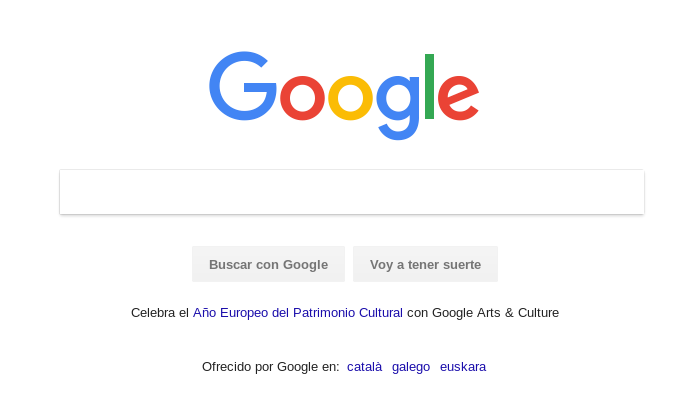 Google
Buscar con Google Voy a tener suerte
Celebra el Año Europeo del Patrimonio Cultural con Google Arts & Culture
Ofrecido por Google en: català galego euskara